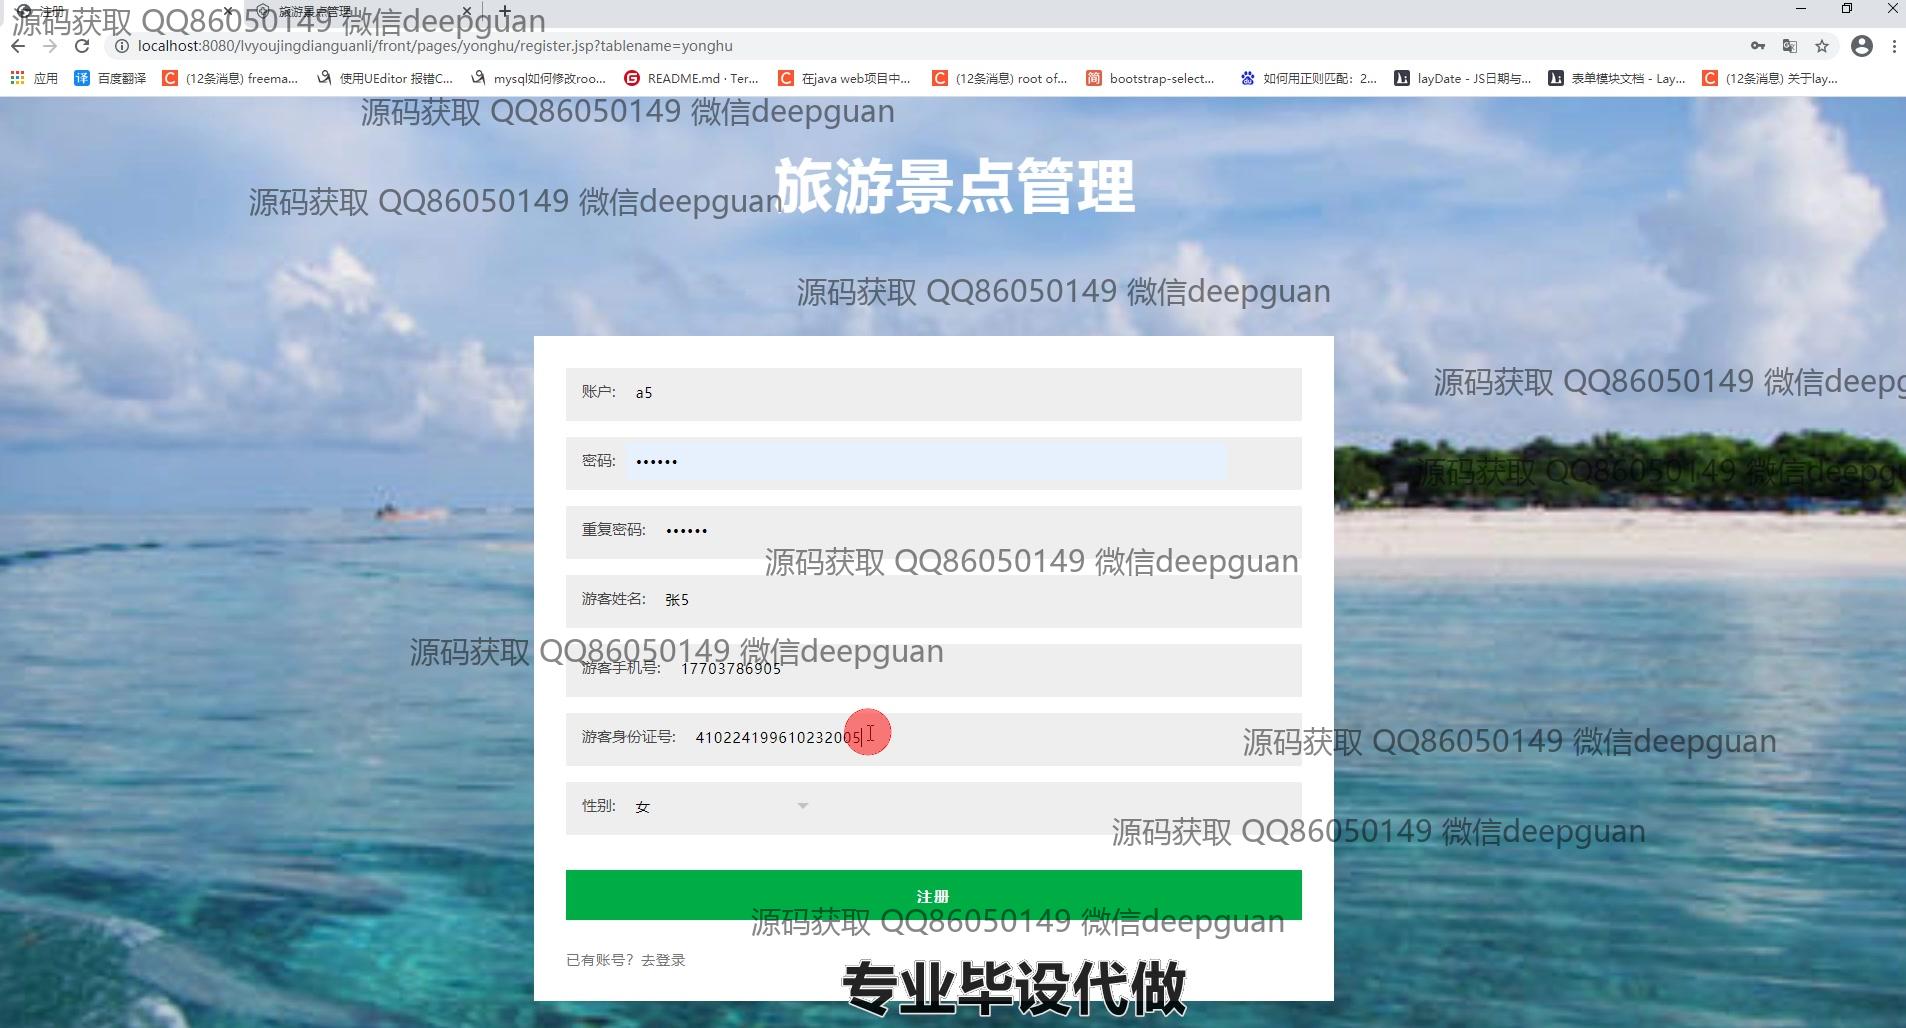 注册
旅游景点管理
localhost:8080/lvyoujingdianguanli/front/pages/yonghu/register.jsp?tablename=yonghu
应用 百度翻译 (12条消息) freema... 使用UEditor 报错C... mysql如何修改roo... README.md · Ter... 在java web项目中... (12条消息) root of... bootstrap-select... 如何用正则匹配：2... layDate - JS日期与... 表单模块文档 - Lay... (12条消息) 关于lay...
源码获取 QQ86050149 微信deepguan
源码获取 QQ86050149 微信deepguan
旅游景点管理
源码获取 QQ86050149 微信deepguan
源码获取 QQ86050149 微信deepguan
账户: a5
源码获取 QQ86050149 微信deepg
密码: ••••••
源码获取 QQ86050149 微信deepgu
重复密码: ••••••
源码获取 QQ86050149 微信deepguan
游客姓名: 张5
源码获取 QQ86050149 微信deepguan
游客手机号: 17703786905
游客身份证号: 410224199610232005
源码获取 QQ86050149 微信deepguan
性别: 女
源码获取 QQ86050149 微信deepguan
注册
源码获取 QQ86050149 微信deepguan
已有账号？去登录
专业毕设代做